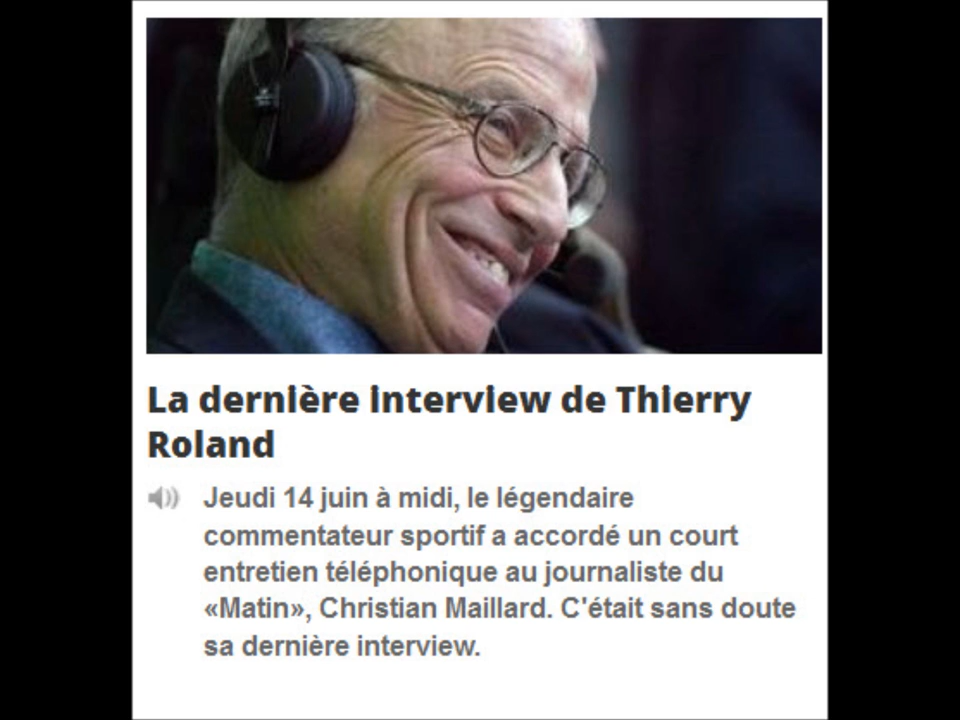 La dernière interview de Thierry
Roland
Jeudi 14 juin à midi, le légendaire
commentateur sportif a accordé un court
entretien téléphonique au journaliste du
«Matin», Christian Maillard. C'était sans doute
sa dernière interview.